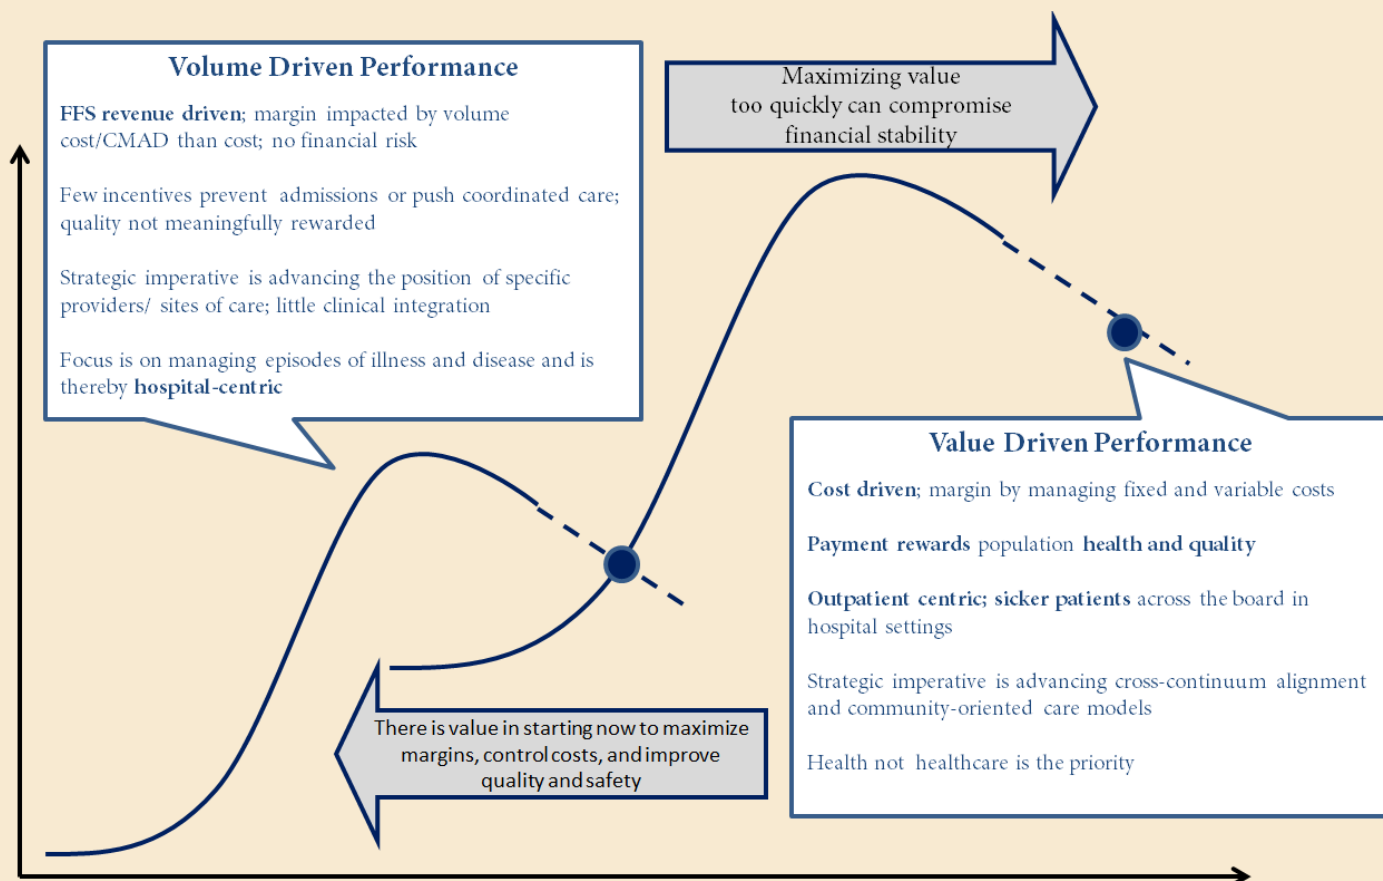 Volume Driven Performance
FFS revenue driven; margin impacted by volume
cost/CMAD than cost; no financial risk
Few incentives prevent admissions or push coordinated care;
quality not meaningfully rewarded
Strategic imperative is advancing the position of specific
providers/ sites of care; little clinical integration
Focus is on managing episodes of illness and disease and is
thereby hospital-centric
Maximizing value
too quickly can compromise
financial stability
There is value in starting now to maximize
margins, control costs, and improve
quality and safety
Value Driven Performance
Cost driven; margin by managing fixed and variable costs
Payment rewards population health and quality
Outpatient centric; sicker patients across the board in
hospital settings
Strategic imperative is advancing cross-continuum alignment
and community-oriented care models
Health not healthcare is the priority